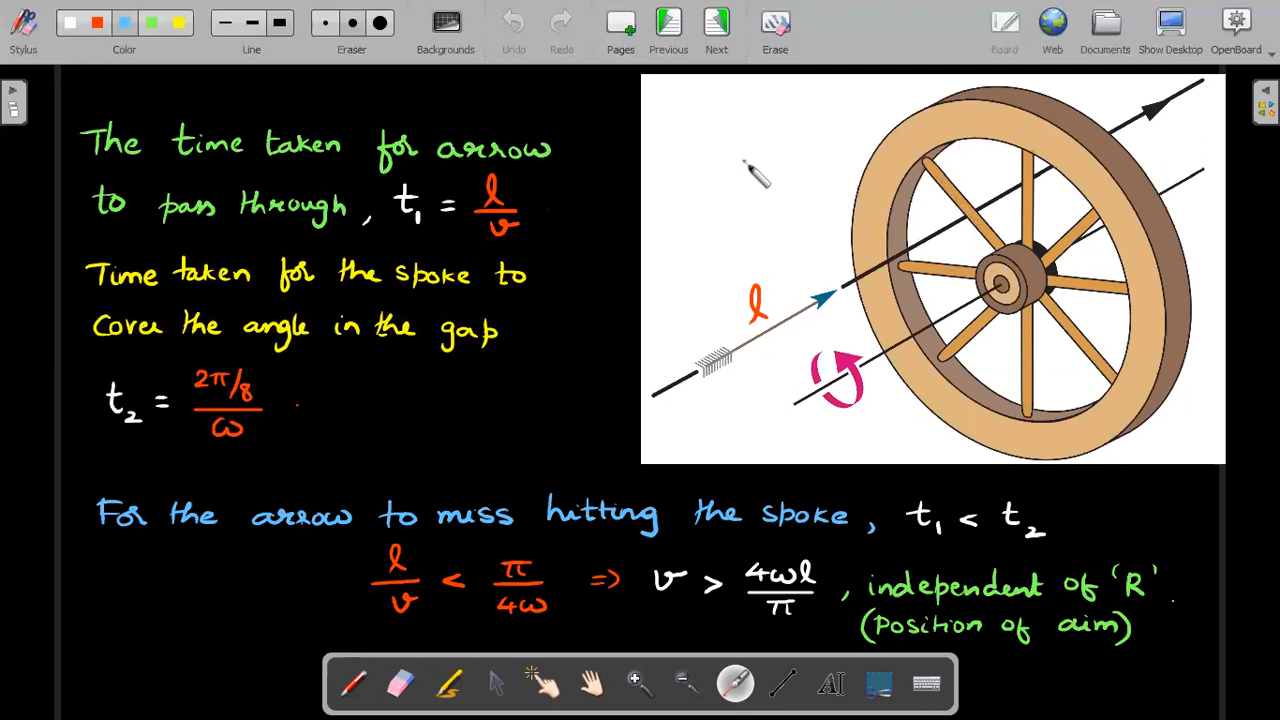 Stylus
Color
Line
Eraser
Backgrounds
Undo
Redo
Pages
Previous
Next
Erase
Board
Web
Documents
Show Desktop
OpenBoard
The time taken for arrow
to pass through, t₁ = l/v
Time taken for the spoke to
cover the angle in the gap
t₂ = (2π/8)/ω
l
For the arrow to miss hitting the spoke, t₁ < t₂
l/v < π/4ω ⇒ v > 4ωl/π, independent of 'R'.
(position of aim)
AI